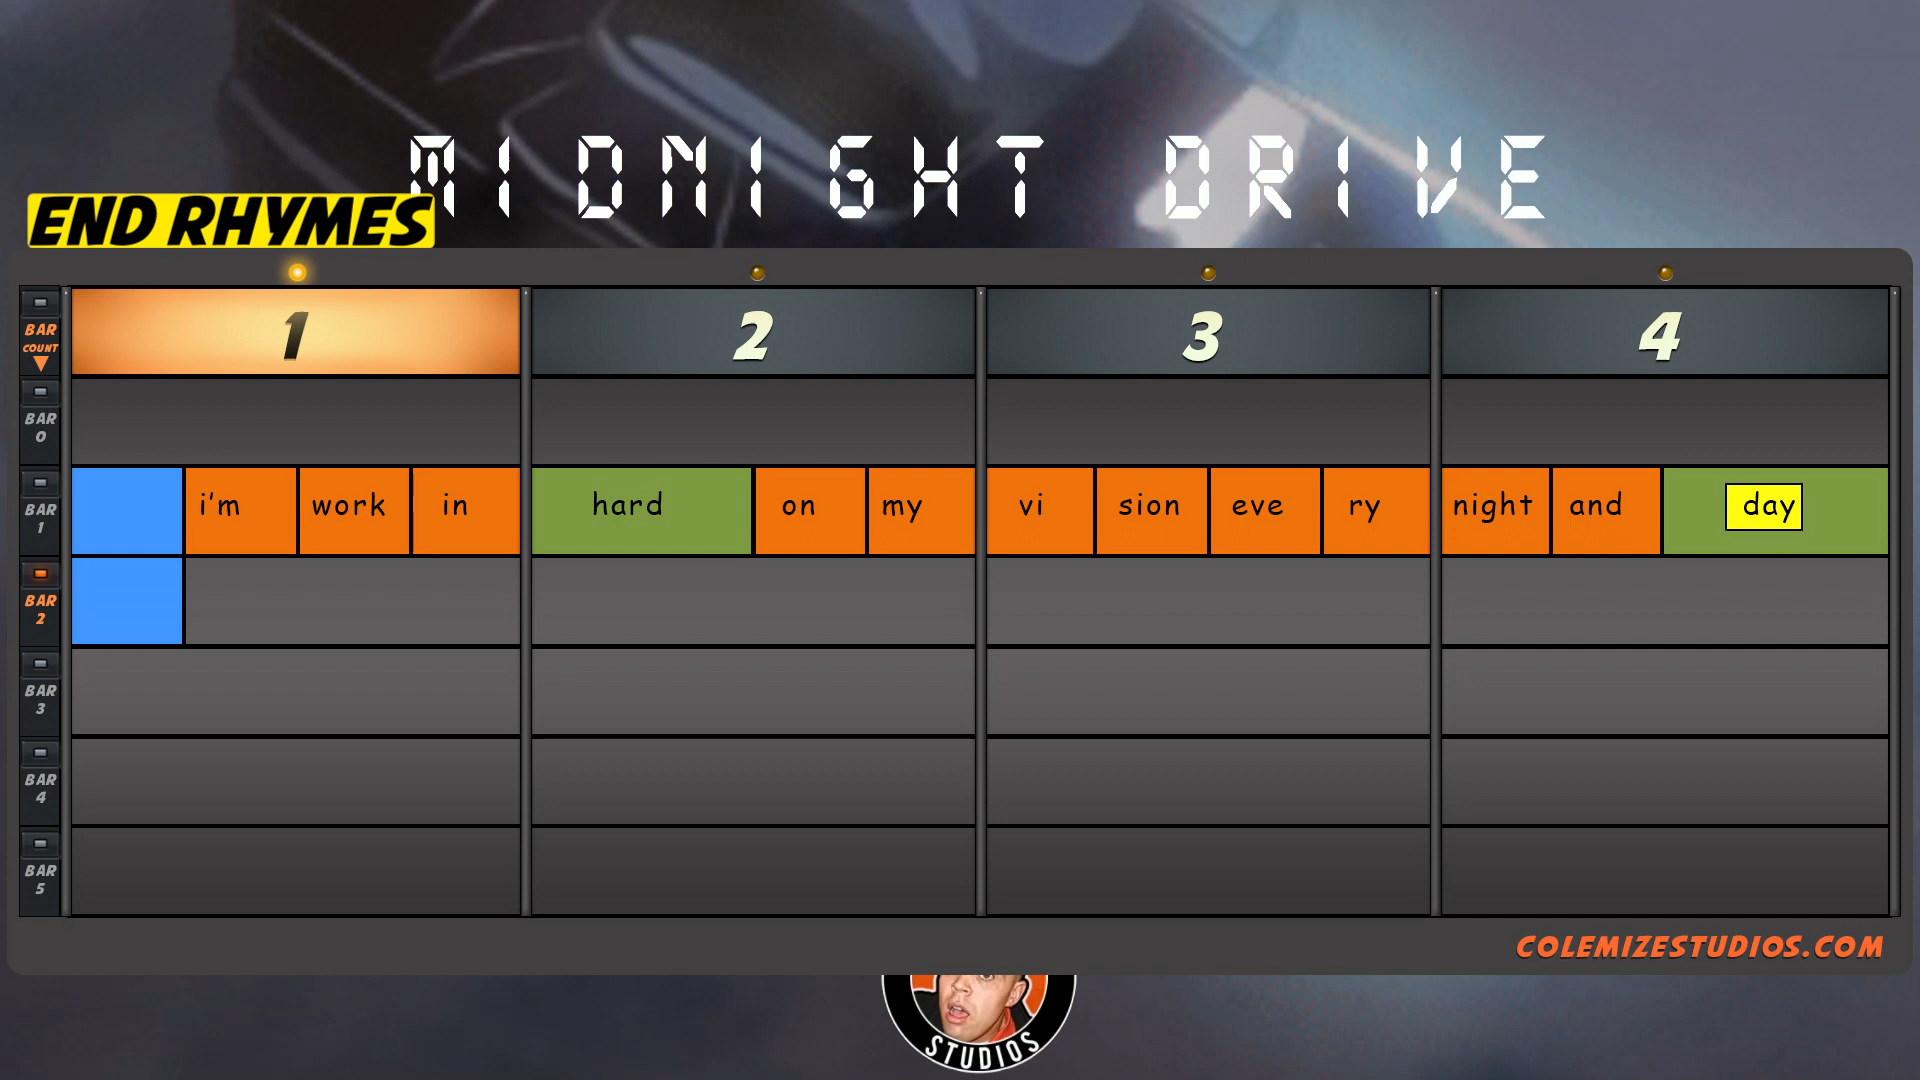 MIDNIGHT DRIVE
END RHYMES
BAR COUNT 1 2 3 4
BAR 0
BAR 1 i'm work in hard on my vi sion eve ry night and day
BAR 2
BAR 3
BAR 4
BAR 5
COLEMIZESTUDIOS.COM
STUDIOS